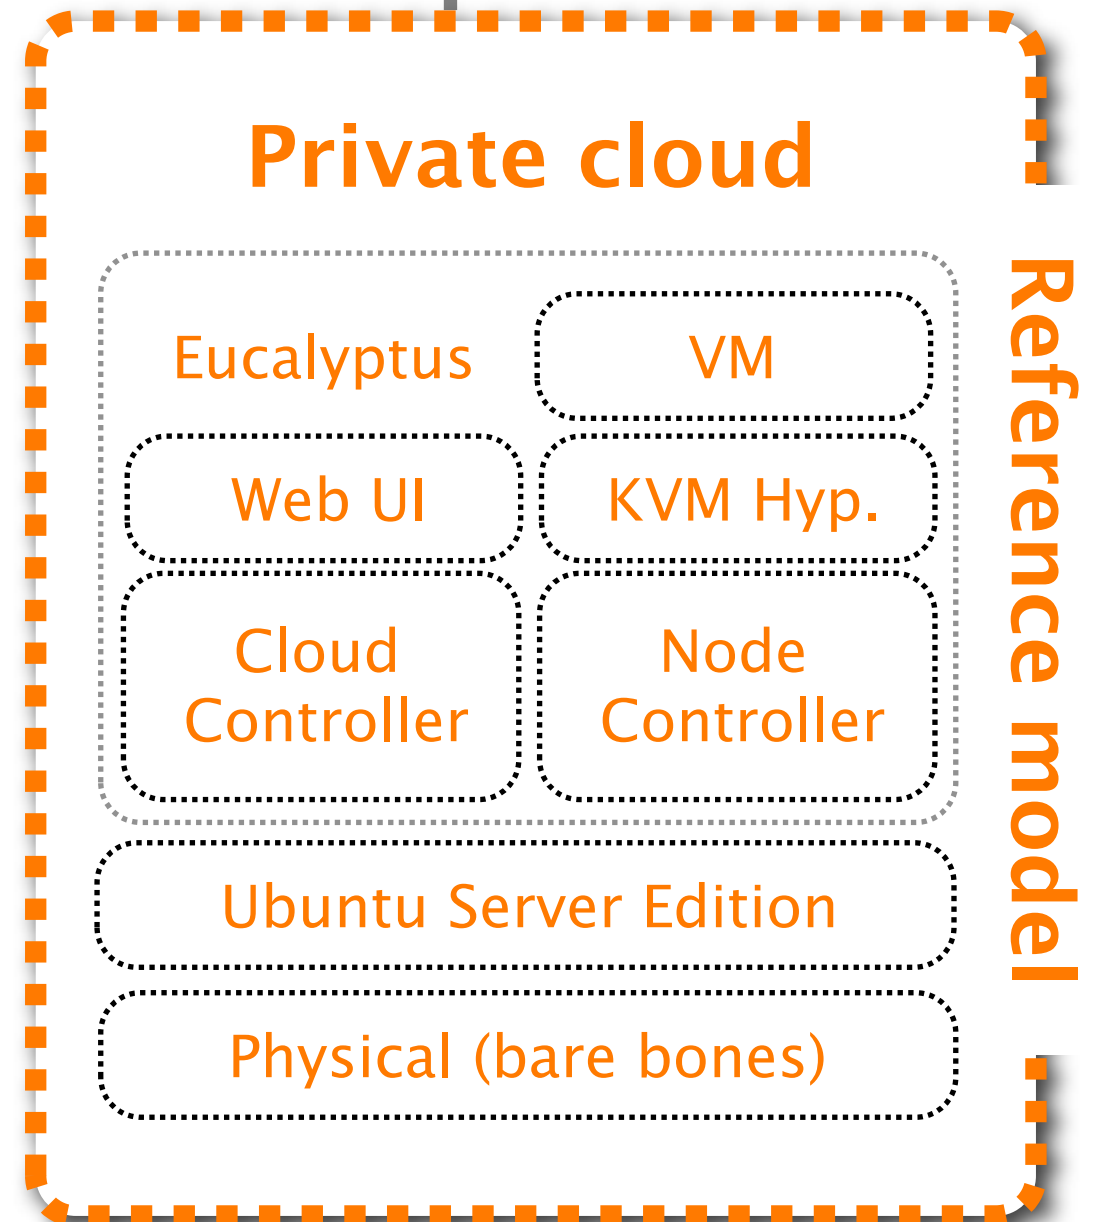 Private cloud
Eucalyptus
VM
Web UI
KVM Hyp.
Cloud
Controller
Node
Controller
Ubuntu Server Edition
Physical (bare bones)
Reference model